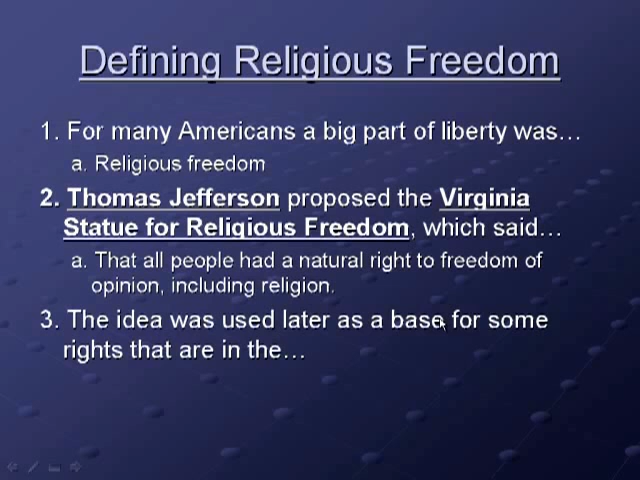 Defining Religious Freedom
1. For many Americans a big part of liberty was…
a. Religious freedom
2. Thomas Jefferson proposed the Virginia
Statue for Religious Freedom, which said…
a. That all people had a natural right to freedom of
opinion, including religion.
3. The idea was used later as a base for some
rights that are in the…